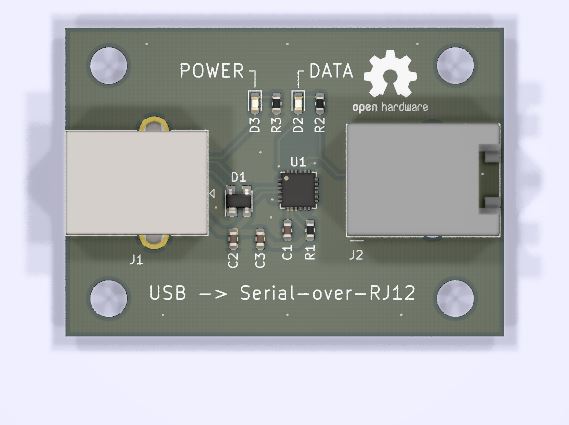 POWER
DATA
open hardware
D3
R3
D2
R2
U1
D1
J1
C2
C3
C1
R1
J2
USB -> Serial-over-RJ12